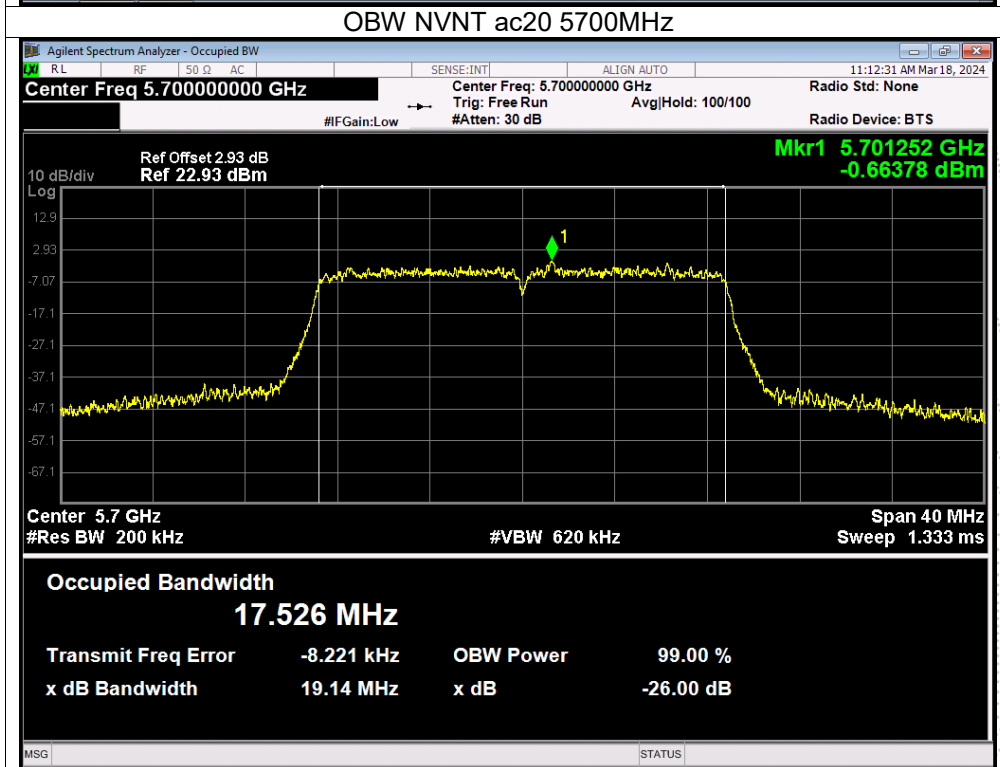 OBW NVNT ac20 5700MHz
Agilent Spectrum Analyzer - Occupied BW
LXI RL RF 50 Ω AC SENSE:INT ALIGN AUTO 11:12:31 AM Mar 18, 2024
Center Freq 5.700000000 GHz Center Freq: 5.700000000 GHz Radio Std: None
Trig: Free Run Avg|Hold: 100/100
#IFGain:Low #Atten: 30 dB Radio Device: BTS
Mkr1 5.701252 GHz
-0.66378 dBm
Ref Offset 2.93 dB
10 dB/div Ref 22.93 dBm
Log
12.9
1
2.93
-7.07
-17.1
-27.1
-37.1
-47.1
-57.1
-67.1
Center 5.7 GHz Span 40 MHz
#Res BW 200 kHz #VBW 620 kHz Sweep 1.333 ms
Occupied Bandwidth
17.526 MHz
Transmit Freq Error -8.221 kHz OBW Power 99.00 %
x dB Bandwidth 19.14 MHz x dB -26.00 dB
MSG STATUS